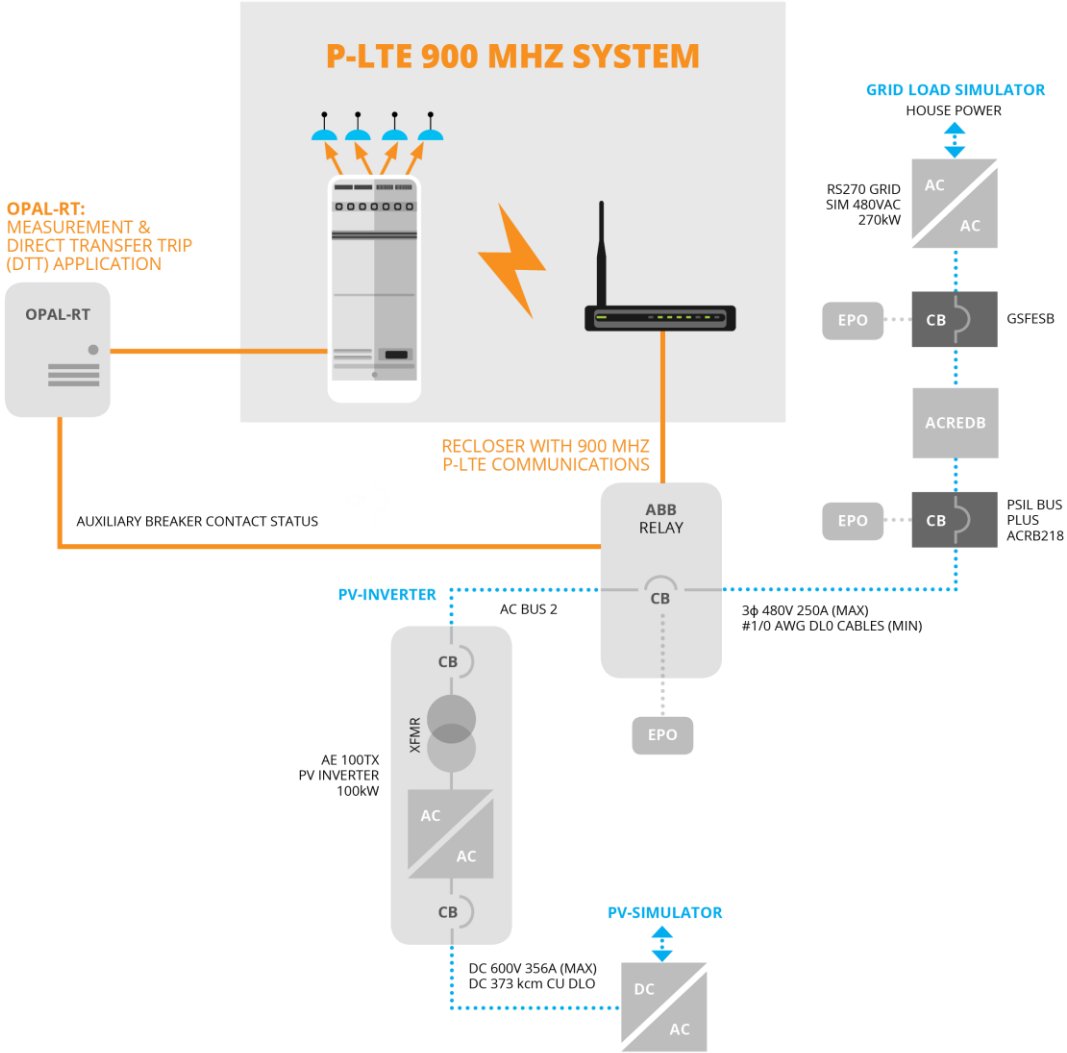 P-LTE 900 MHZ SYSTEM
GRID LOAD SIMULATOR
HOUSE POWER
RS270 GRID
SIM 480VAC
270kW
AC
AC
OPAL-RT:
MEASUREMENT &
DIRECT TRANSFER TRIP
(DTT) APPLICATION
OPAL-RT
EPO
CB
GSFESB
ACREDB
RECLOSER WITH 900 MHZ
P-LTE COMMUNICATIONS
EPO
CB
PSIL BUS
PLUS
ACRB218
ABB
RELAY
AUXILIARY BREAKER CONTACT STATUS
PV-INVERTER
AC BUS 2
CB
3ϕ 480V 250A (MAX)
#1/0 AWG DL0 CABLES (MIN)
EPO
CB
XFMR
AE 100TX
PV INVERTER
100kW
AC
AC
CB
PV-SIMULATOR
DC 600V 356A (MAX)
DC 373 kcm CU DLO
DC
AC